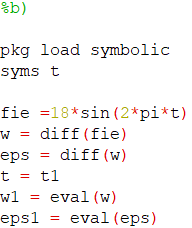 %b)
pkg load symbolic
syms t
fie =18*sin(2*pi*t)
w = diff(fie)
eps = diff(w)
t = t1
w1 = eval(w)
eps1 = eval(eps)